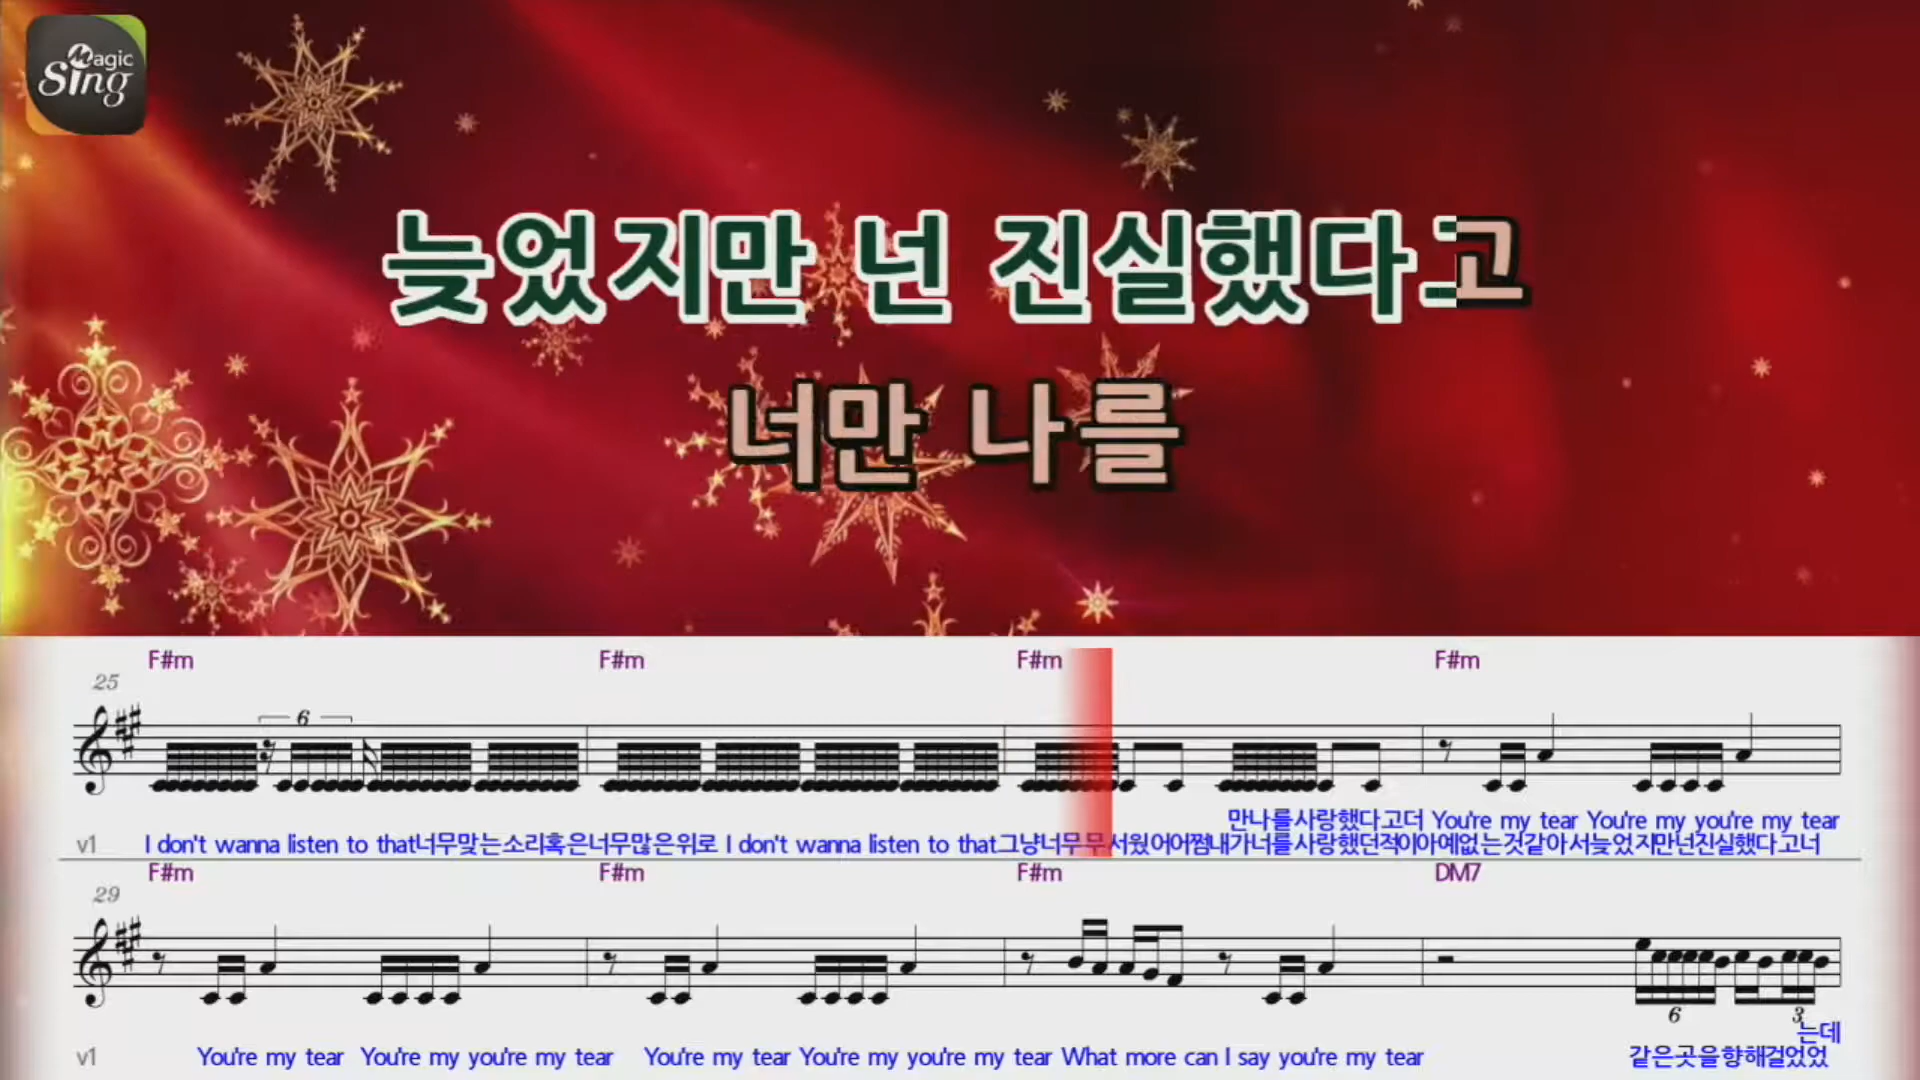 Magic
Sing
늦었지만 넌 진실했다고
너만 나를
F#m F#m F#m F#m
25
6
만나를사랑했다고더 You're my tear You're my you're my tear
v1 I don't wanna listen to that너무맞는소리혹은너무많은위로 I don't wanna listen to that그냥너무무서웠어어쩜내가너를사랑했던적이아예없는것같아서늦었지만넌진실했다고너
F#m F#m F#m DM7
29
6 3
는데
v1 You're my tear You're my you're my tear You're my tear You're my you're my tear What more can I say you're my tear 같은곳을향해걸었었